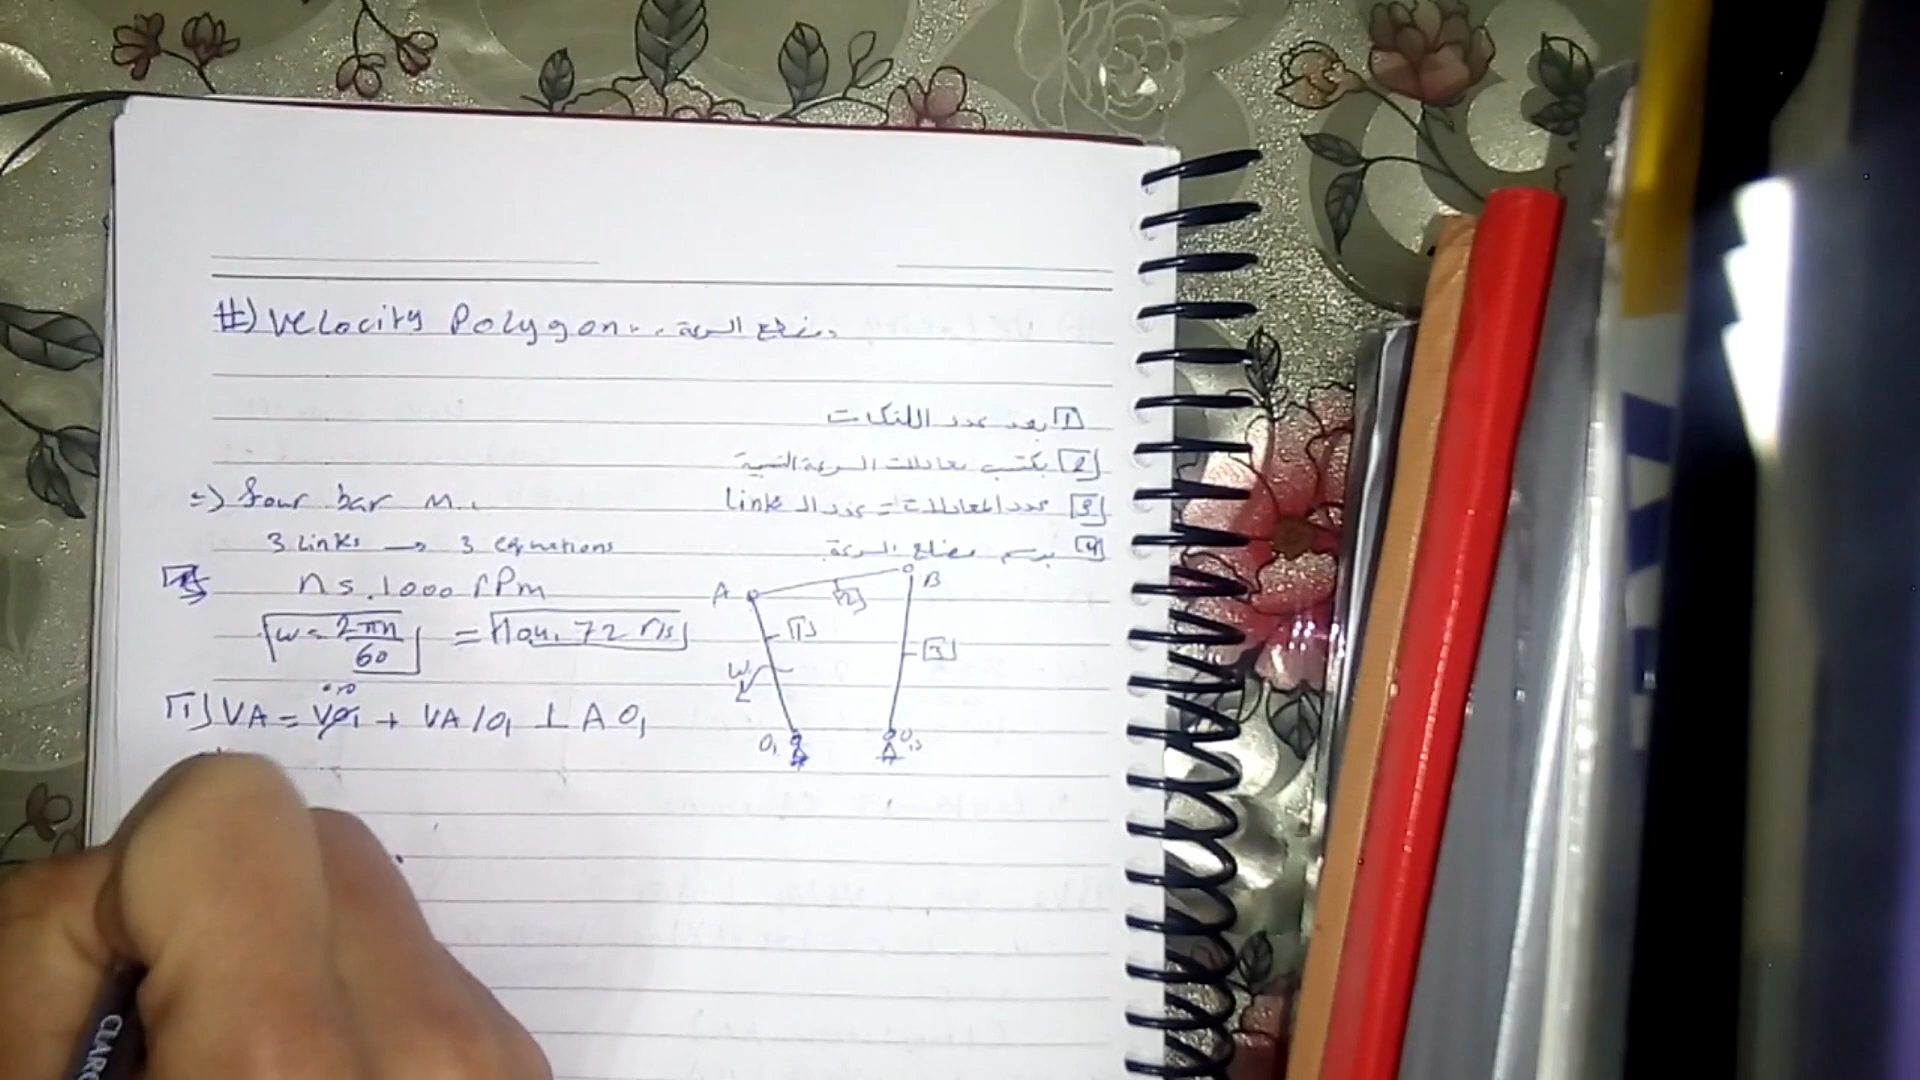 #) Velocity Polygon مضلع السرعة
[1] بعد عدد اللنكات
[2] بكتب معادلات السرعة النسبية
[3] عدد المعادلات = عدد ال Link
=) four bar M.
[4] برسم مضلع السرعة
3 Links → 3 equations
n = 1000 rpm
w = 2πn/60 = 104.72 r/s
[1] VA = VO₁ + VA/O₁ ⊥ AO₁
A B
[1] [2] [3]
w
O₁ O₃
CLARO